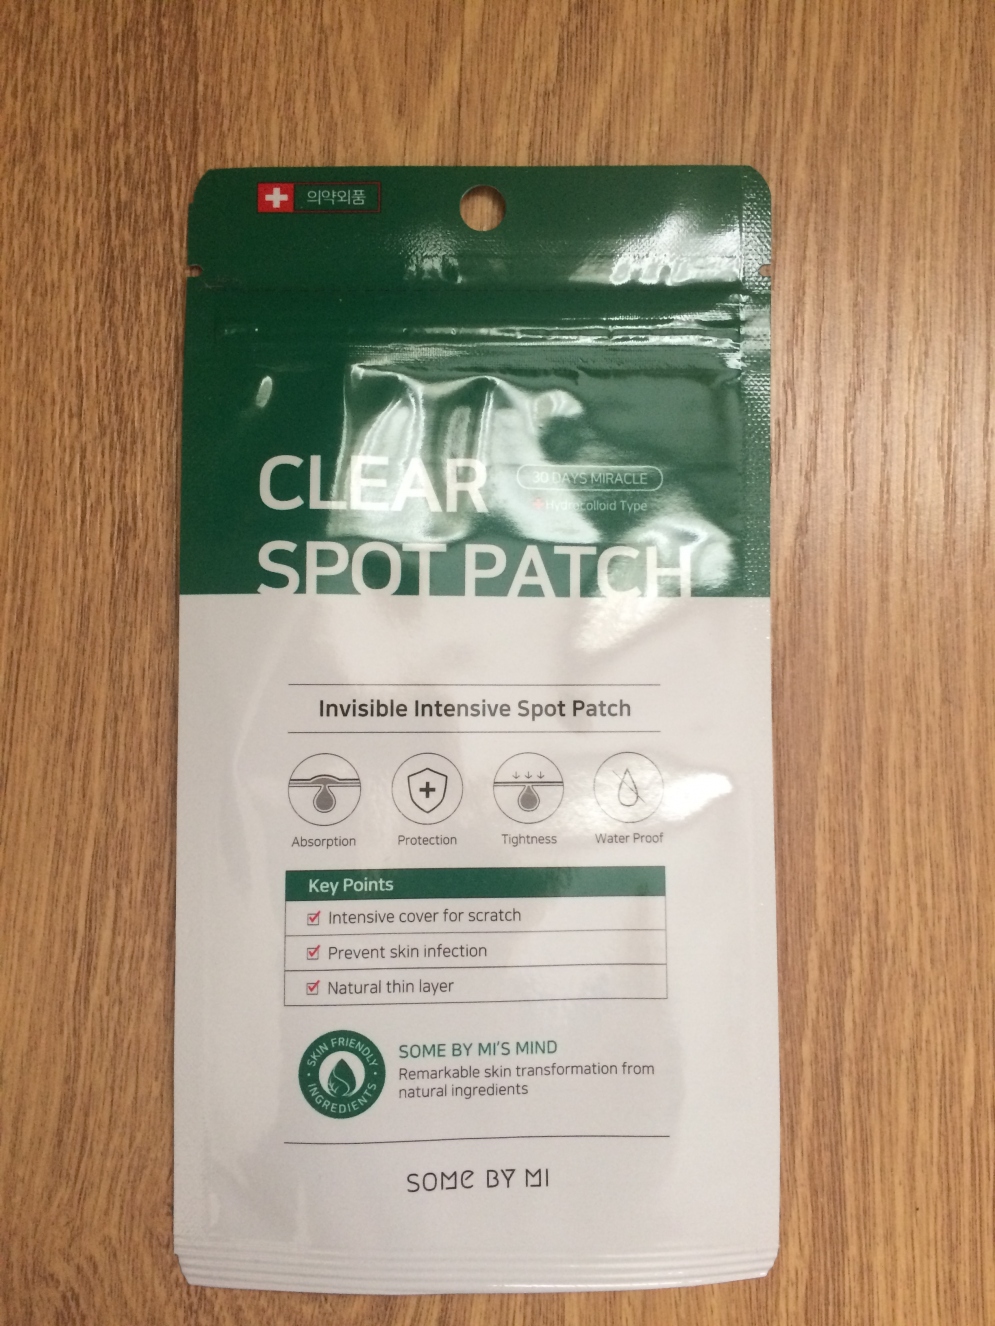 의약외품
CLEAR
30 DAYS MIRACLE
Hydrocolloid Type
SPOT PATCH
Invisible Intensive Spot Patch
Absorption
Protection
Tightness
Water Proof
Key Points
Intensive cover for scratch
Prevent skin infection
Natural thin layer
SKIN FRIENDLY
INGREDIENTS
SOME BY MI'S MIND
Remarkable skin transformation from
natural ingredients
SOME BY MI